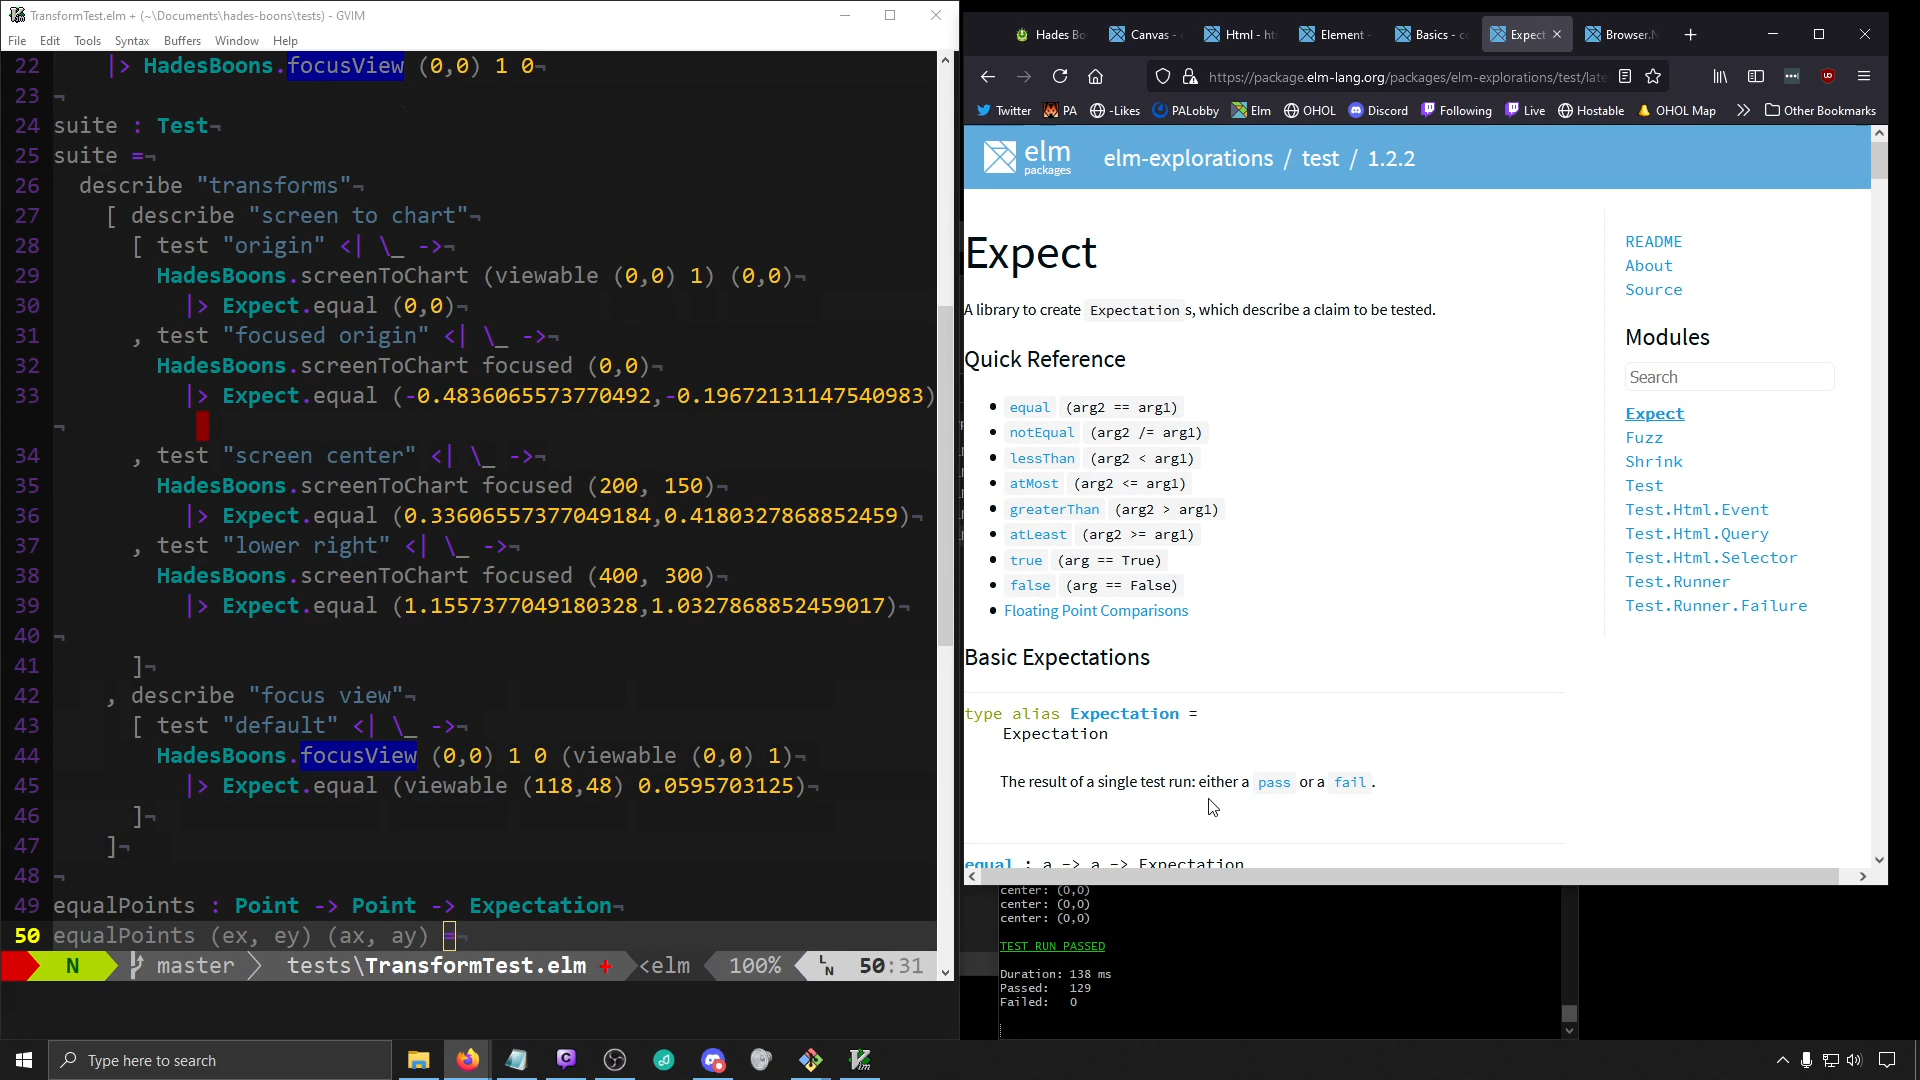 TransformTest.elm + (~\Documents\hades-boons\tests) - GVIM
File Edit Tools Syntax Buffers Window Help
22 |> HadesBoons.focusView (0,0) 1 0¬
23 ¬
24 suite : Test¬
25 suite =¬
26 describe "transforms"¬
27 [ describe "screen to chart"¬
28 [ test "origin" <| \_ ->¬
29 HadesBoons.screenToChart (viewable (0,0) 1) (0,0)¬
30 |> Expect.equal (0,0)¬
31 , test "focused origin" <| \_ ->¬
32 HadesBoons.screenToChart focused (0,0)¬
33 |> Expect.equal (-0.4836065573770492,-0.19672131147540983)
¬
34 , test "screen center" <| \_ ->¬
35 HadesBoons.screenToChart focused (200, 150)¬
36 |> Expect.equal (0.33606557377049184,0.4180327868852459)¬
37 , test "lower right" <| \_ ->¬
38 HadesBoons.screenToChart focused (400, 300)¬
39 |> Expect.equal (1.1557377049180328,1.0327868852459017)¬
40 ¬
41 ]¬
42 , describe "focus view"¬
43 [ test "default" <| \_ ->¬
44 HadesBoons.focusView (0,0) 1 0 (viewable (0,0) 1)¬
45 |> Expect.equal (viewable (118,48) 0.0595703125)¬
46 ]¬
47 ]¬
48 ¬
49 equalPoints : Point -> Point -> Expectation¬
50 equalPoints (ex, ey) (ax, ay) =¬
N master tests\TransformTest.elm + <elm 100% LN 50:31
Hades Bo Canvas - Html - ht Element - Basics - c Expect Browser.N
https://package.elm-lang.org/packages/elm-explorations/test/late
Twitter PA -Likes PALobby Elm OHOL Discord Following Live Hostable OHOL Map Other Bookmarks
elm packages
elm-explorations / test / 1.2.2
Expect
A library to create Expectation s, which describe a claim to be tested.
Quick Reference
equal (arg2 == arg1)
notEqual (arg2 /= arg1)
lessThan (arg2 < arg1)
atMost (arg2 <= arg1)
greaterThan (arg2 > arg1)
atLeast (arg2 >= arg1)
true (arg == True)
false (arg == False)
Floating Point Comparisons
Basic Expectations
type alias Expectation =
Expectation
The result of a single test run: either a pass or a fail .
equal : a -> a -> Expectation
README
About
Source
Modules
Search
Expect
Fuzz
Shrink
Test
Test.Html.Event
Test.Html.Query
Test.Html.Selector
Test.Runner
Test.Runner.Failure
center: (0,0)
center: (0,0)
center: (0,0)
TEST RUN PASSED
Duration: 138 ms
Passed: 129
Failed: 0
Type here to search